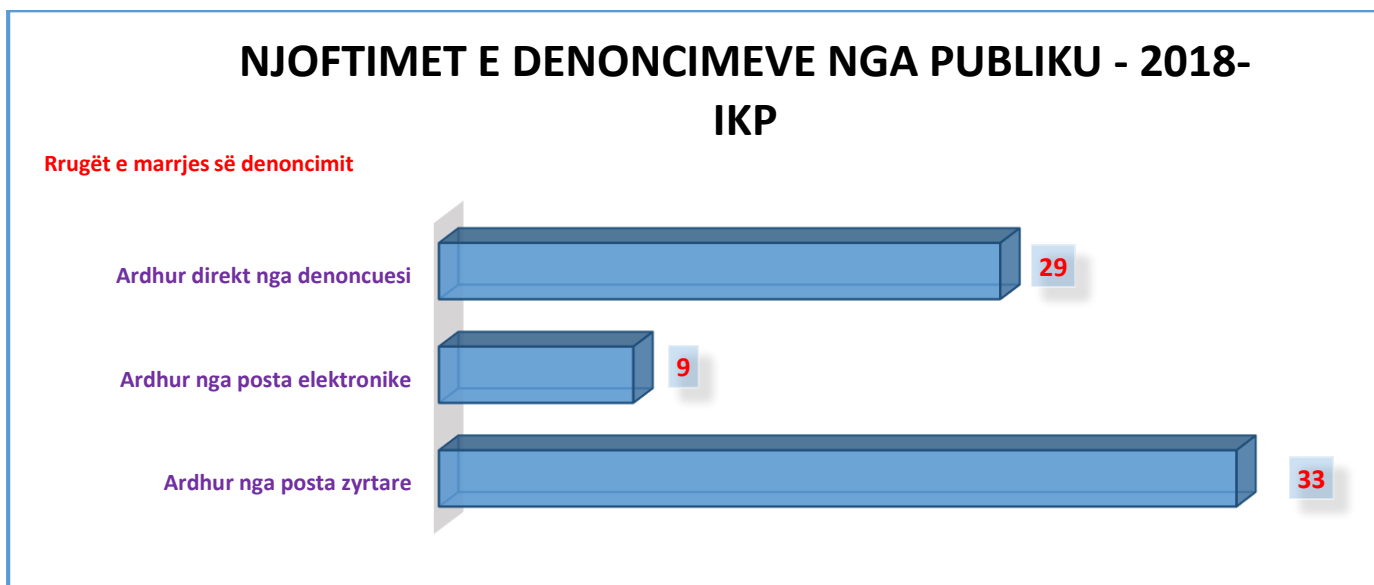 NJOFTIMET E DENONCIMEVE NGA PUBLIKU - 2018-
IKP
Rrugët e marrjes së denoncimit
Ardhur direkt nga denoncuesi
29
Ardhur nga posta elektronike
9
Ardhur nga posta zyrtare
33